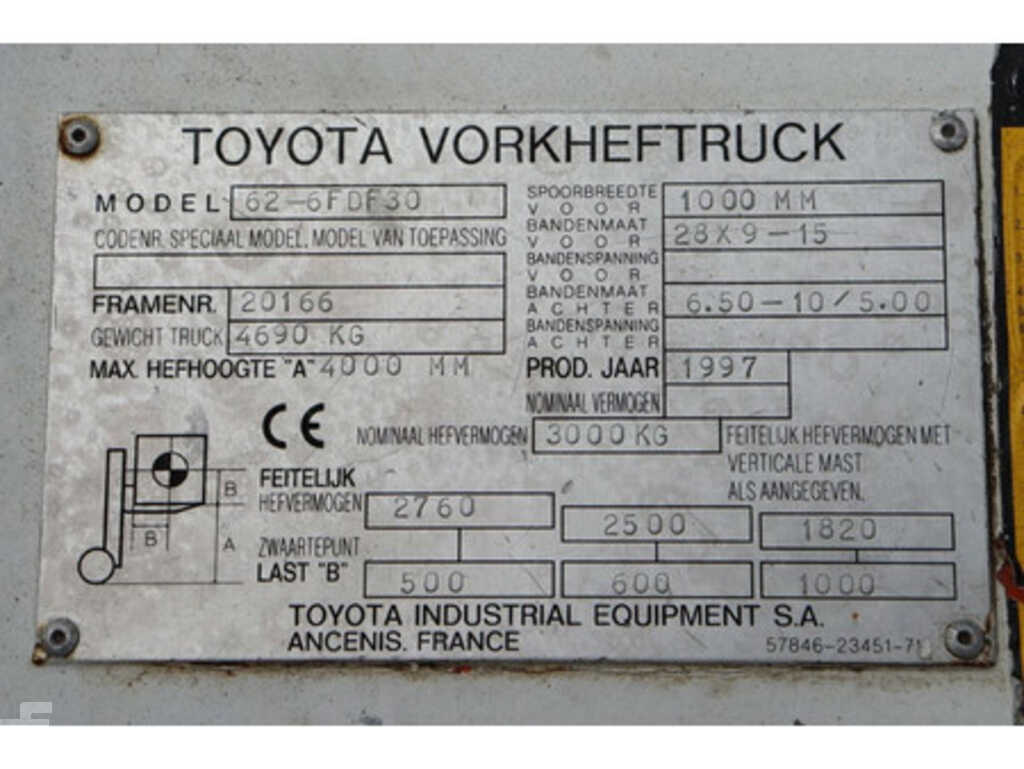 TOYOTA VORKHEFTRUCK
MODEL 62-6FDF30
CODENR. SPECIAAL MODEL, MODEL VAN TOEPASSING
FRAMENR. 20166
GEWICHT TRUCK 4690 KG
MAX. HEFHOOGTE "A" 4000 MM
SPOORBREEDTE VOOR 1000 MM
BANDENMAAT VOOR 28X9-15
BANDENSPANNING VOOR
BANDENMAAT ACHTER 6.50-10/5.00
BANDENSPANNING ACHTER
PROD. JAAR 1997
NOMINAAL VERMOGEN
CE
NOMINAAL HEFVERMOGEN 3000KG
FEITELIJK HEFVERMOGEN MET
VERTICALE MAST
ALS AANGEGEVEN.
B
B
A
FEITELIJK
HEFVERMOGEN 2760 2500 1820
ZWAARTEPUNT
LAST "B" 500 600 1000
TOYOTA INDUSTRIAL EQUIPMENT S.A.
ANCENIS. FRANCE
57846-23451-71